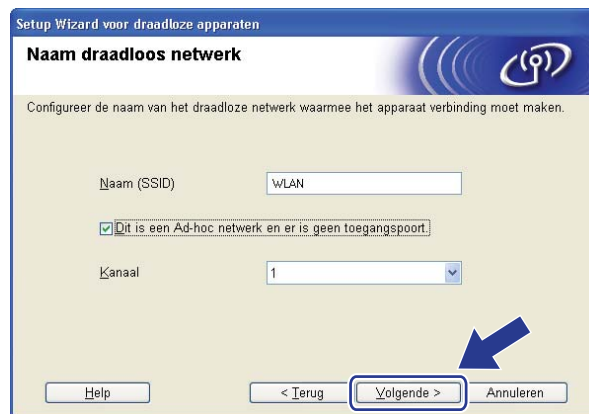 Setup Wizard voor draadloze apparaten
Naam draadloos netwerk
Configureer de naam van het draadloze netwerk waarmee het apparaat verbinding moet maken.
Naam (SSID) WLAN
Dit is een Ad-hoc netwerk en er is geen toegangspoort.
Kanaal 1
Help < Terug Volgende > Annuleren